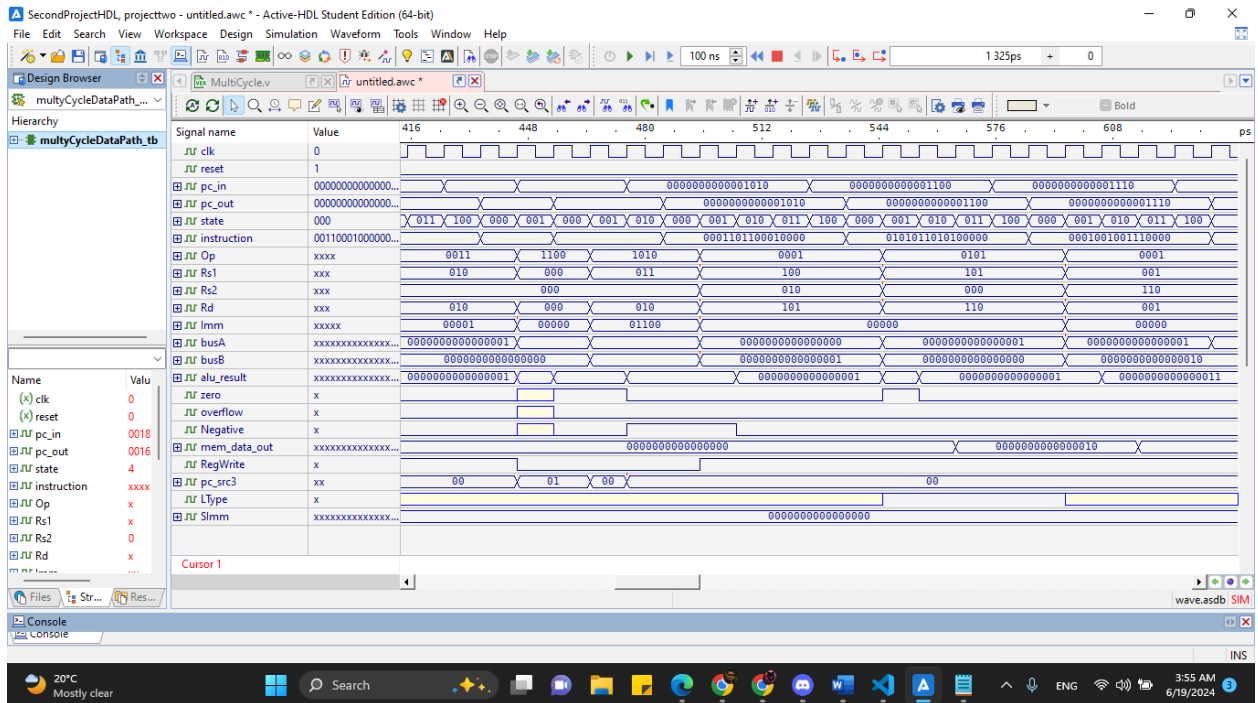 SecondProjectHDL, projecttwo - untitled.awc * - Active-HDL Student Edition (64-bit)
File Edit Search View Workspace Design Simulation Waveform Tools Window Help
100 ns 1 325ps + 0
Design Browser
MultiCycle.v untitled.awc *
multyCycleDataPath_...
Bold
Hierarchy
multyCycleDataPath_tb
Signal name Value 416 448 480 512 544 576 608 ps
clk 0
reset 1
pc_in 00000000000000... 0000000000001010 0000000000001100 0000000000001110
pc_out 00000000000000... 0000000000001010 0000000000001100 0000000000001110
state 000 011 100 000 001 000 001 010 000 001 010 011 100 000 001 010 011 100 000 001 010 011 100
instruction 00110001000000... 0001101100010000 0101011010100000 0001001001110000
Op xxxx 0011 1100 1010 0001 0101 0001
Rs1 xxx 010 000 011 100 101 001
Rs2 xxx 000 010 000 110
Rd xxx 010 000 010 101 110 001
Imm xxxxx 00001 00000 01100 00000 00000
busA xxxxxxxxxxxxxx... 0000000000000001 0000000000000000 0000000000000001 0000000000000001
busB xxxxxxxxxxxxxx... 0000000000000000 0000000000000001 0000000000000000 0000000000000010
alu_result xxxxxxxxxxxxxx... 0000000000000001 0000000000000001 0000000000000001 0000000000000011
zero x
overflow x
Negative x
mem_data_out xxxxxxxxxxxxxx... 0000000000000000 0000000000000010
RegWrite x
pc_src3 xx 00 01 00 00
LType x
SImm xxxxxxxxxxxxxx... 0000000000000000
Cursor 1
Name Valu
clk 0
reset 0
pc_in 0018
pc_out 0016
state 4
instruction xxxx
Op x
Rs1 x
Rs2 0
Rd x
Files Str... Res...
wave.asdb SIM
Console
Console
INS
20°C
Mostly clear
Search
ENG
3:55 AM
6/19/2024
3